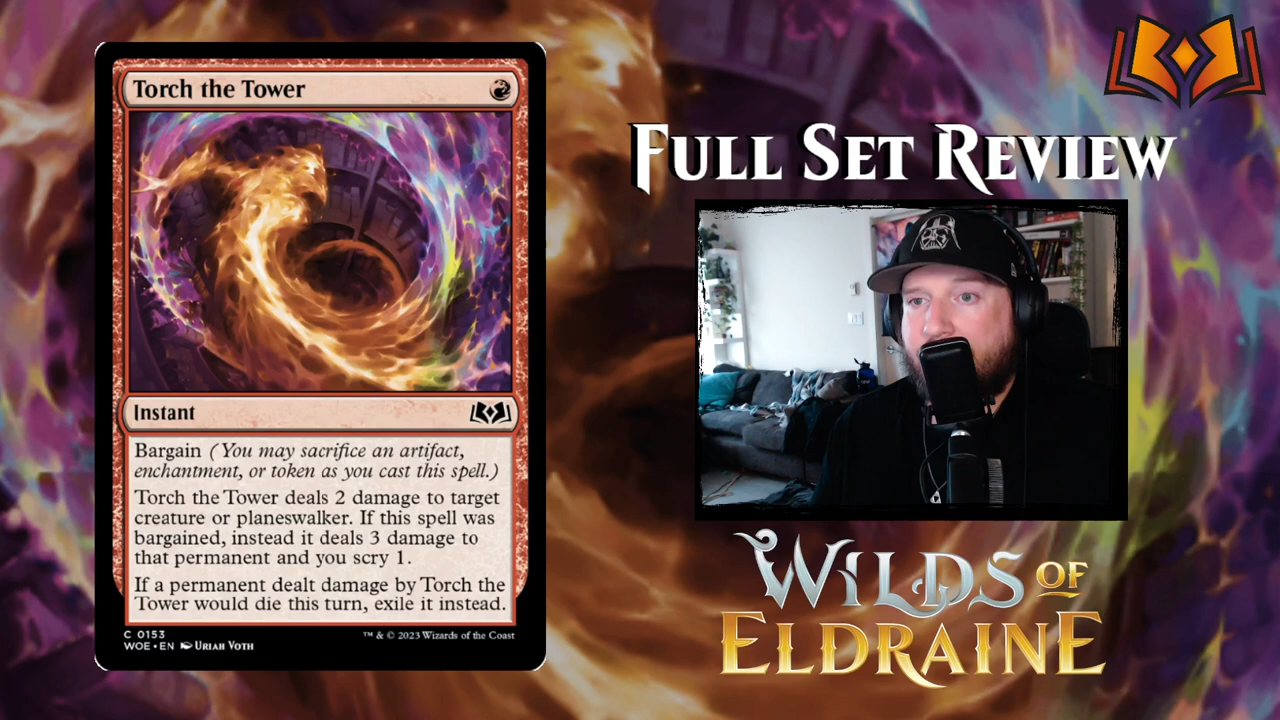 Torch the Tower
Instant
Bargain (You may sacrifice an artifact,
enchantment, or token as you cast this spell.)
Torch the Tower deals 2 damage to target
creature or planeswalker. If this spell was
bargained, instead it deals 3 damage to
that permanent and you scry 1.
If a permanent dealt damage by Torch the
Tower would die this turn, exile it instead.
C 0153
WOE • EN Uriah Voth
™ & © 2023 Wizards of the Coast
Full Set Review
Wilds of
Eldraine